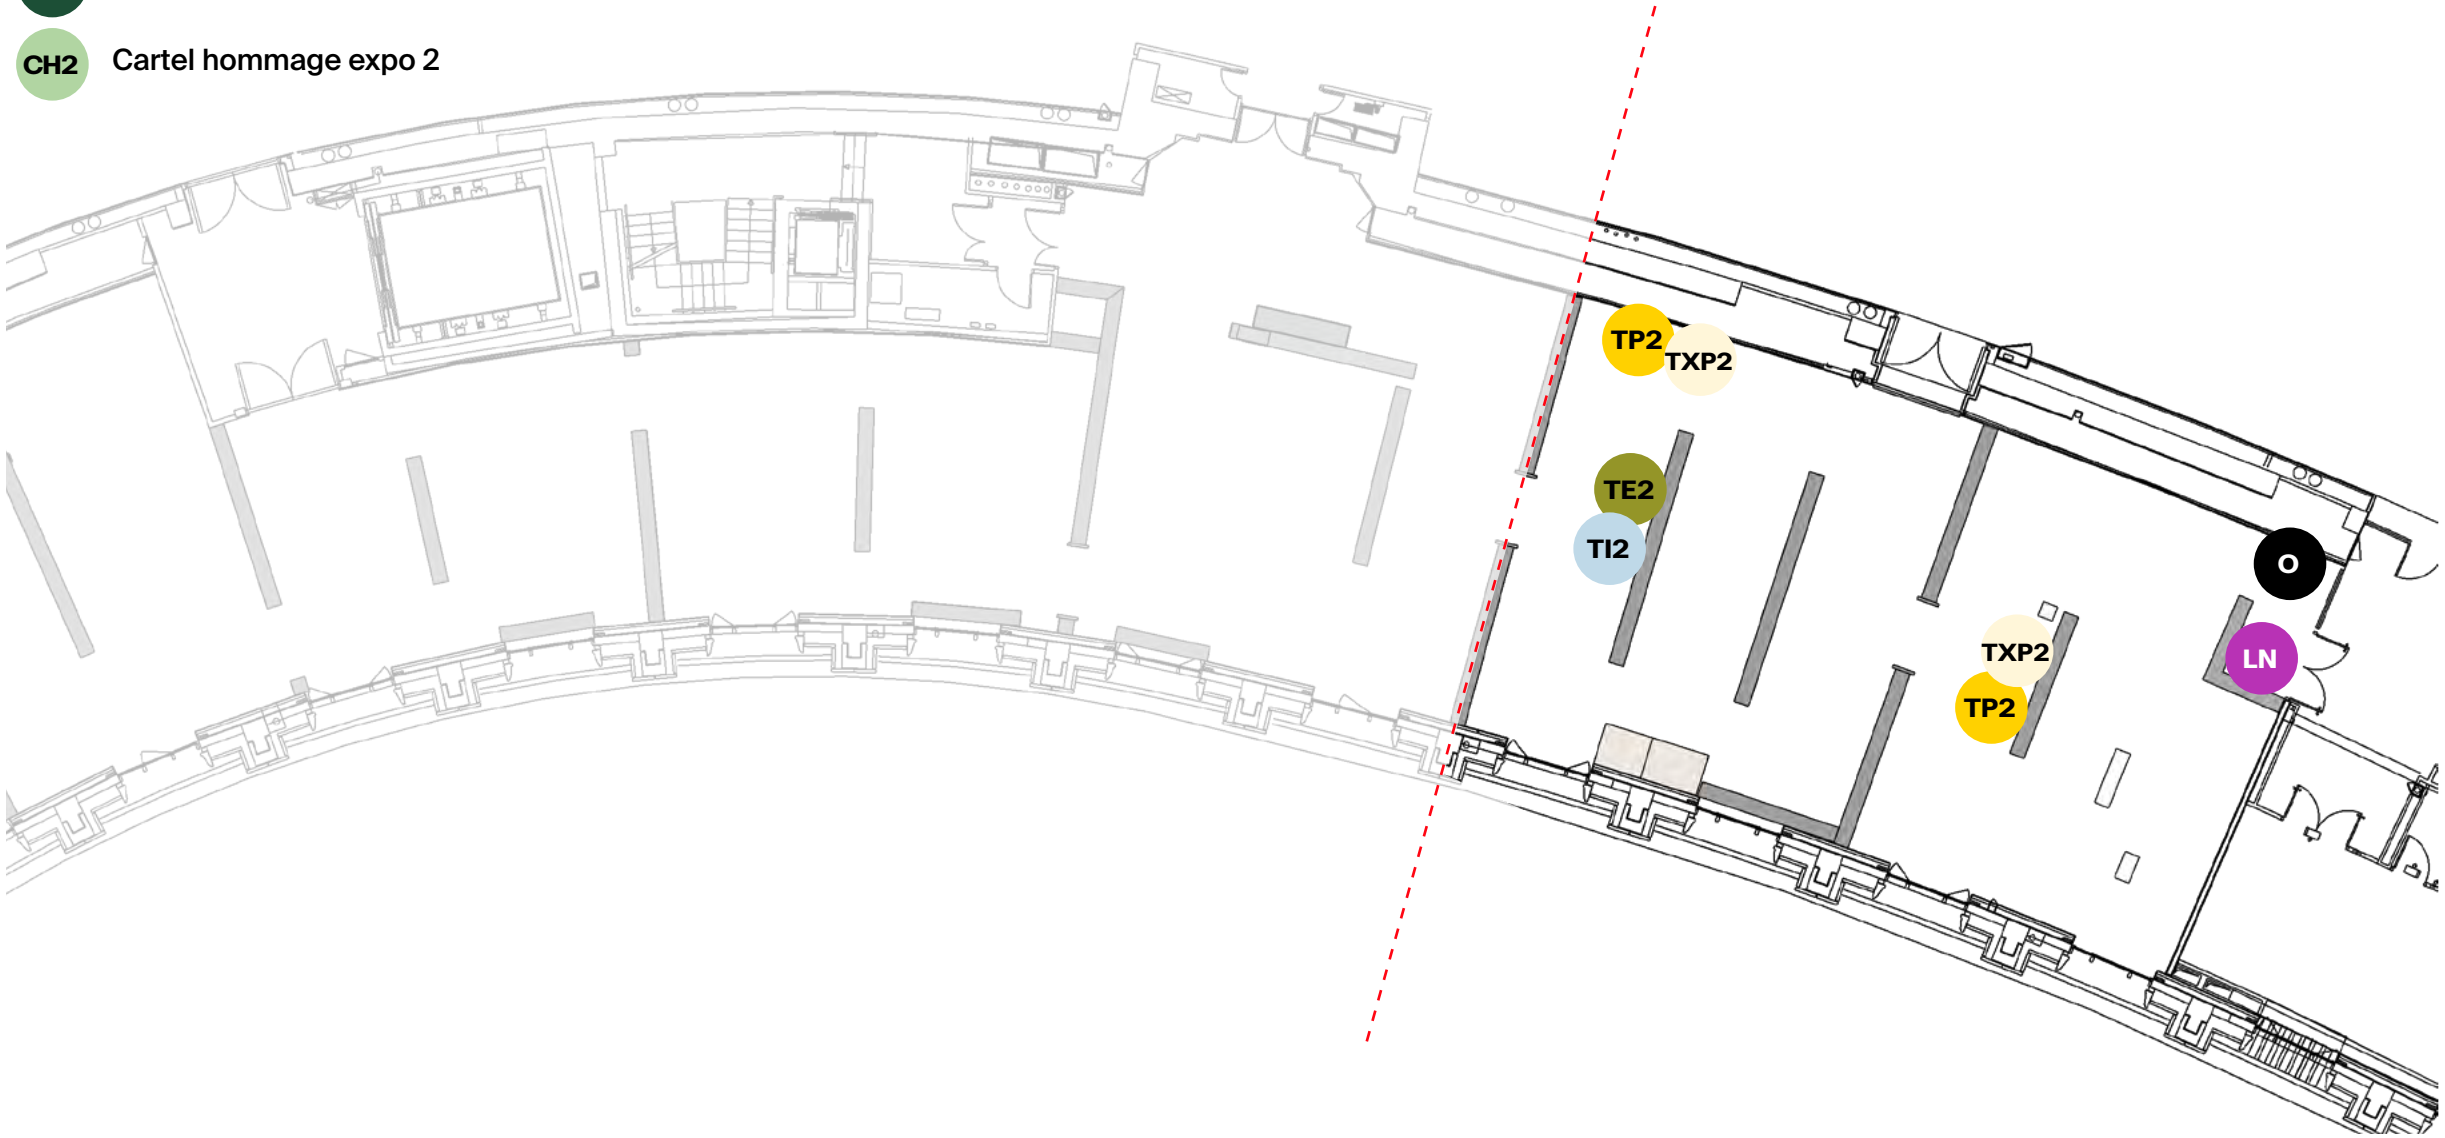 CH2 Cartel hommage expo 2
TP2
TXP2
TE2
TI2
O
TXP2
LN
TP2